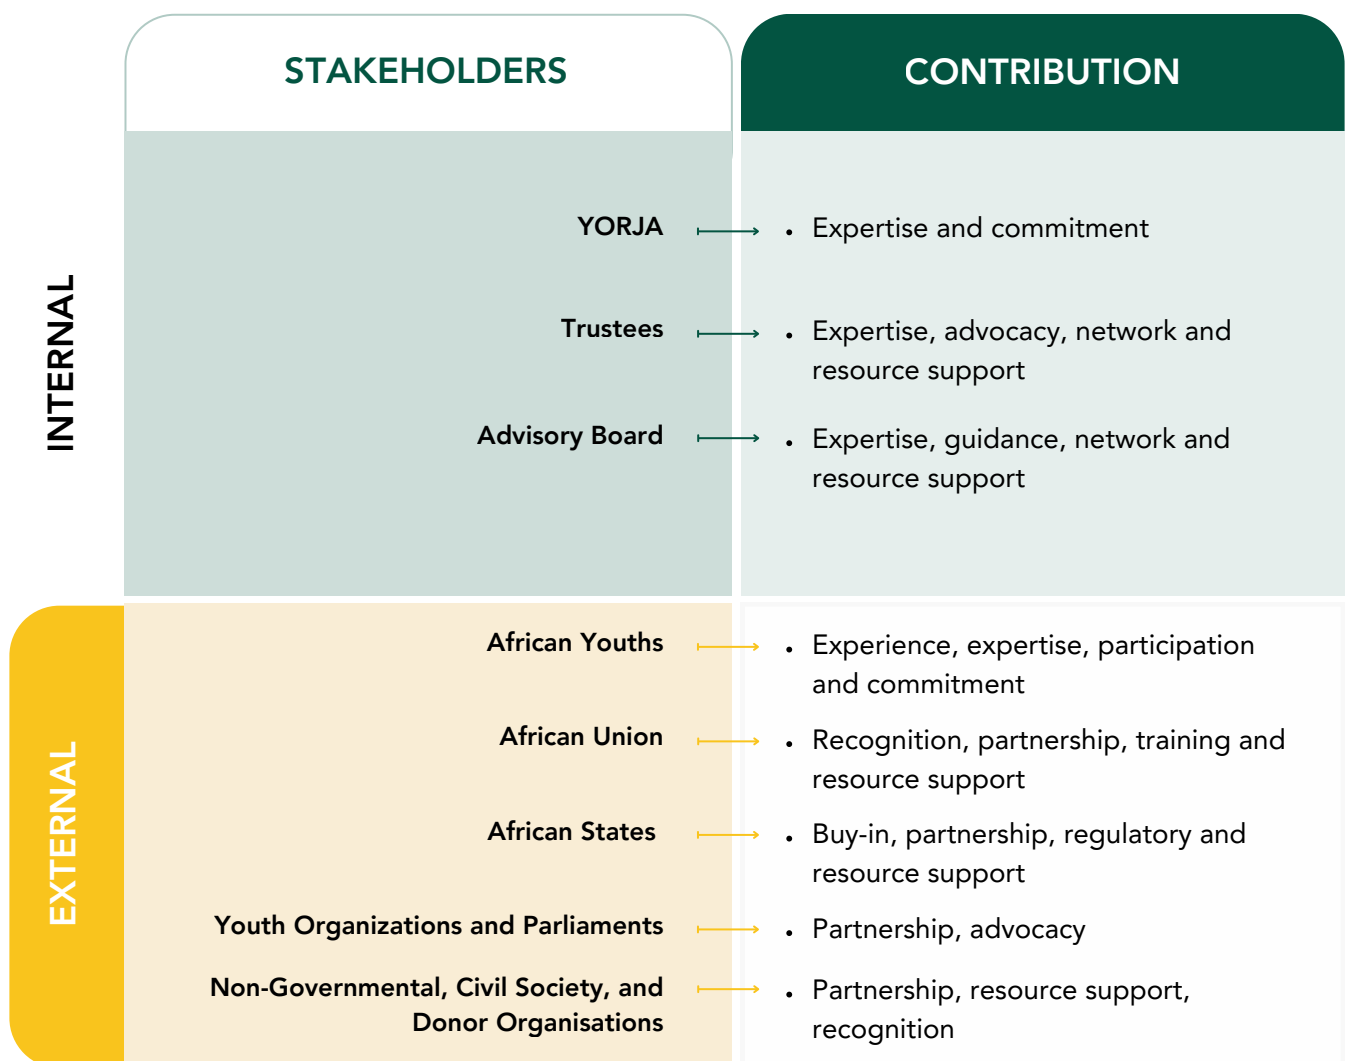 STAKEHOLDERS
CONTRIBUTION
INTERNAL
YORJA
• Expertise and commitment
Trustees
• Expertise, advocacy, network and
resource support
Advisory Board
• Expertise, guidance, network and
resource support
EXTERNAL
African Youths
• Experience, expertise, participation
and commitment
African Union
• Recognition, partnership, training and
resource support
African States
• Buy-in, partnership, regulatory and
resource support
Youth Organizations and Parliaments
• Partnership, advocacy
Non-Governmental, Civil Society, and
Donor Organisations
• Partnership, resource support,
recognition